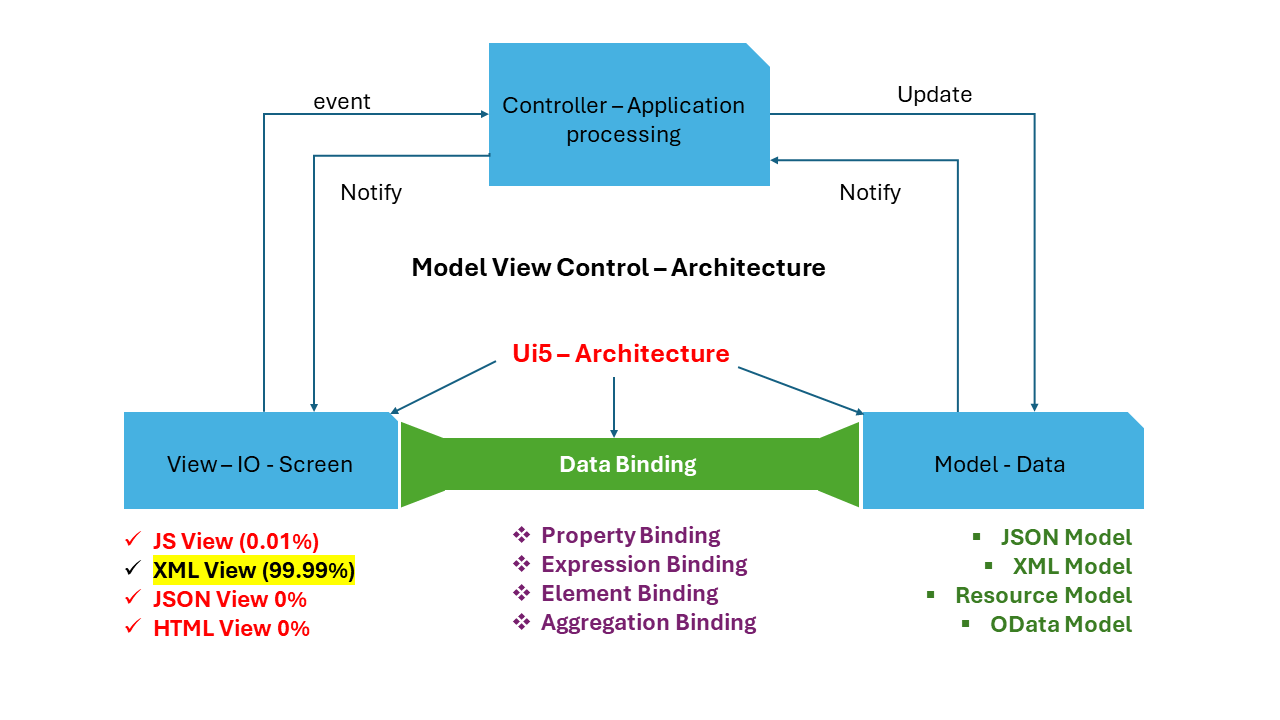 event
Controller – Application
processing
Update
Notify
Notify
Model View Control – Architecture
Ui5 – Architecture
View – IO - Screen
Data Binding
Model - Data
✓ JS View (0.01%)
✓ XML View (99.99%)
✓ JSON View 0%
✓ HTML View 0%
❖ Property Binding
❖ Expression Binding
❖ Element Binding
❖ Aggregation Binding
▪ JSON Model
▪ XML Model
▪ Resource Model
▪ OData Model